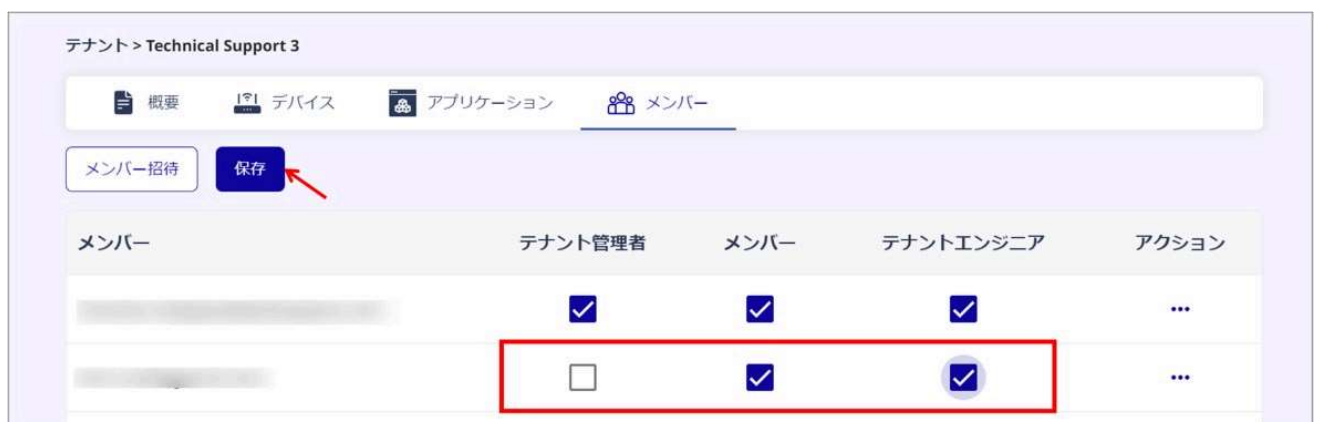 テナント > Technical Support 3
概要 デバイス アプリケーション メンバー
メンバー招待 保存
メンバー テナント管理者 メンバー テナントエンジニア アクション